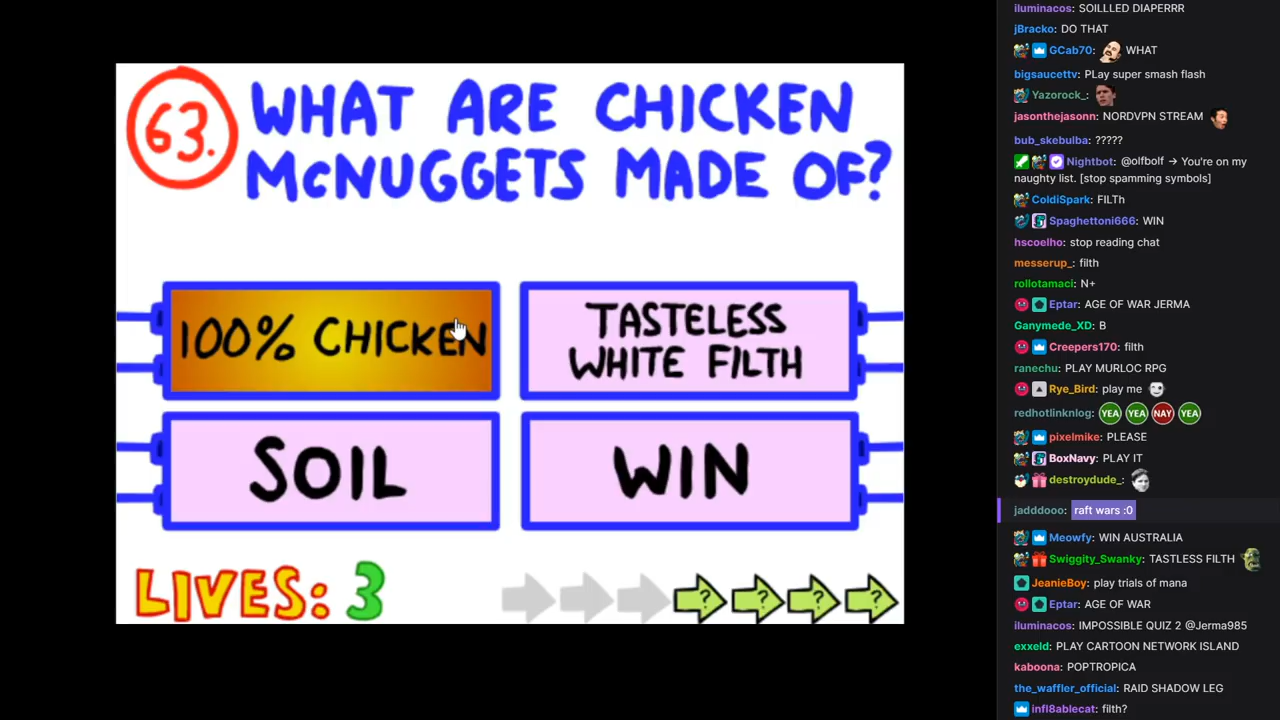 63.
WHAT ARE CHICKEN
McNUGGETS MADE OF?
100% CHICKEN
TASTELESS
WHITE FILTH
SOIL
WIN
LIVES: 3
? ? ? ?
iluminacos: SOILLLED DIAPERRR
jBracko: DO THAT
GCab70: WHAT
bigsaucettv: PLay super smash flash
Yazorock_:
jasonthejasonn: NORDVPN STREAM
bub_skebulba: ?????
Nightbot: @olfbolf → You're on my
naughty list. [stop spamming symbols]
ColdiSpark: FILTh
Spaghettoni666: WIN
hscoelho: stop reading chat
messerup_: filth
rollotamaci: N+
Eptar: AGE OF WAR JERMA
Ganymede_XD: B
Creepers170: filth
ranechu: PLAY MURLOC RPG
Rye_Bird: play me
redhotlinknlog: YEA YEA NAY YEA
pixelmike: PLEASE
BoxNavy: PLAY IT
destroydude_:
jadddooo: raft wars :0
Meowfy: WIN AUSTRALIA
Swiggity_Swanky: TASTLESS FILTH
JeanieBoy: play trials of mana
Eptar: AGE OF WAR
iluminacos: IMPOSSIBLE QUIZ 2 @Jerma985
exxeld: PLAY CARTOON NETWORK ISLAND
kaboona: POPTROPICA
the_waffler_official: RAID SHADOW LEG
infl8ablecat: filth?